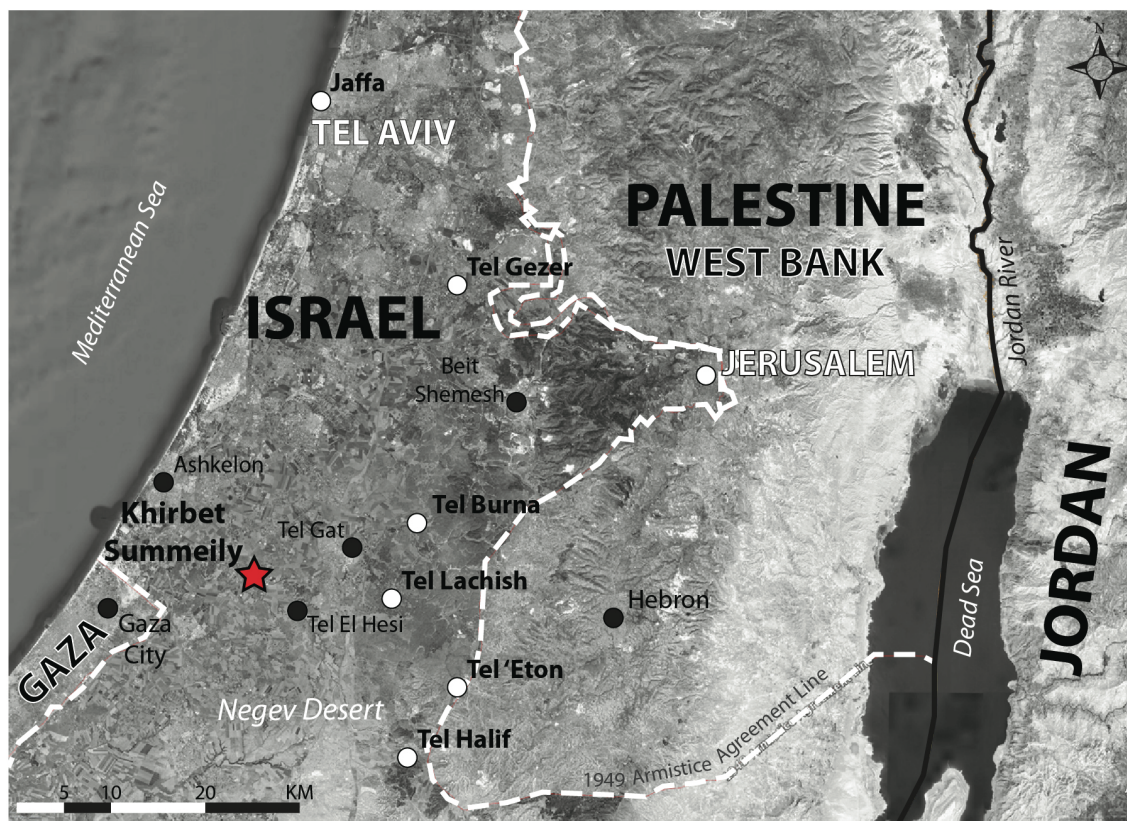 N
Jaffa
TEL AVIV
Mediterranean Sea
PALESTINE
WEST BANK
Tel Gezer
ISRAEL
Jordan River
Beit
Shemesh
JERUSALEM
Ashkelon
Khirbet
Summeily
Tel Gat
Tel Burna
JORDAN
Tel Lachish
Hebron
Dead Sea
Gaza
City
GAZA
Tel El Hesi
Tel ‘Eton
Negev Desert
Tel Halif
1949 Armistice Agreement Line
5 10 20 KM